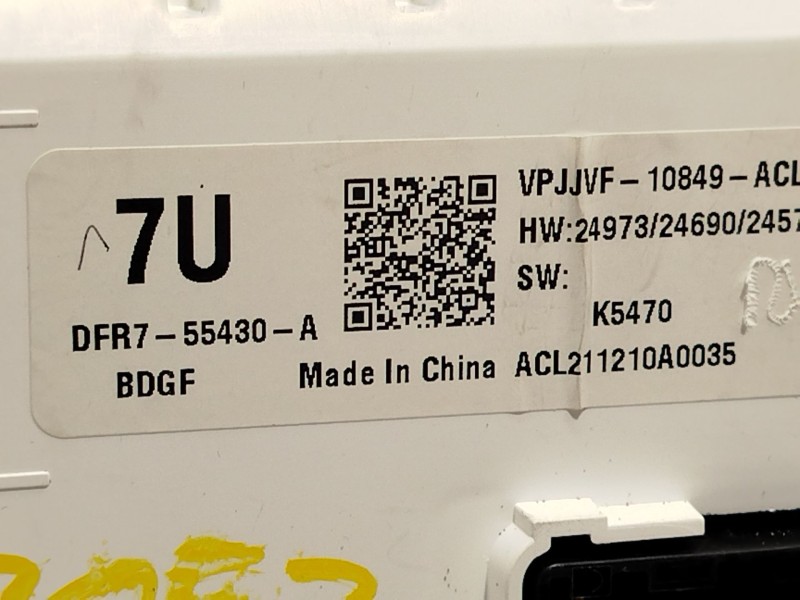 7U
DFR7-55430-A
BDGF
Made In China
VPJJVF-10849-ACL
HW:24973/24690/2457
SW:
K5470
ACL211210A0035